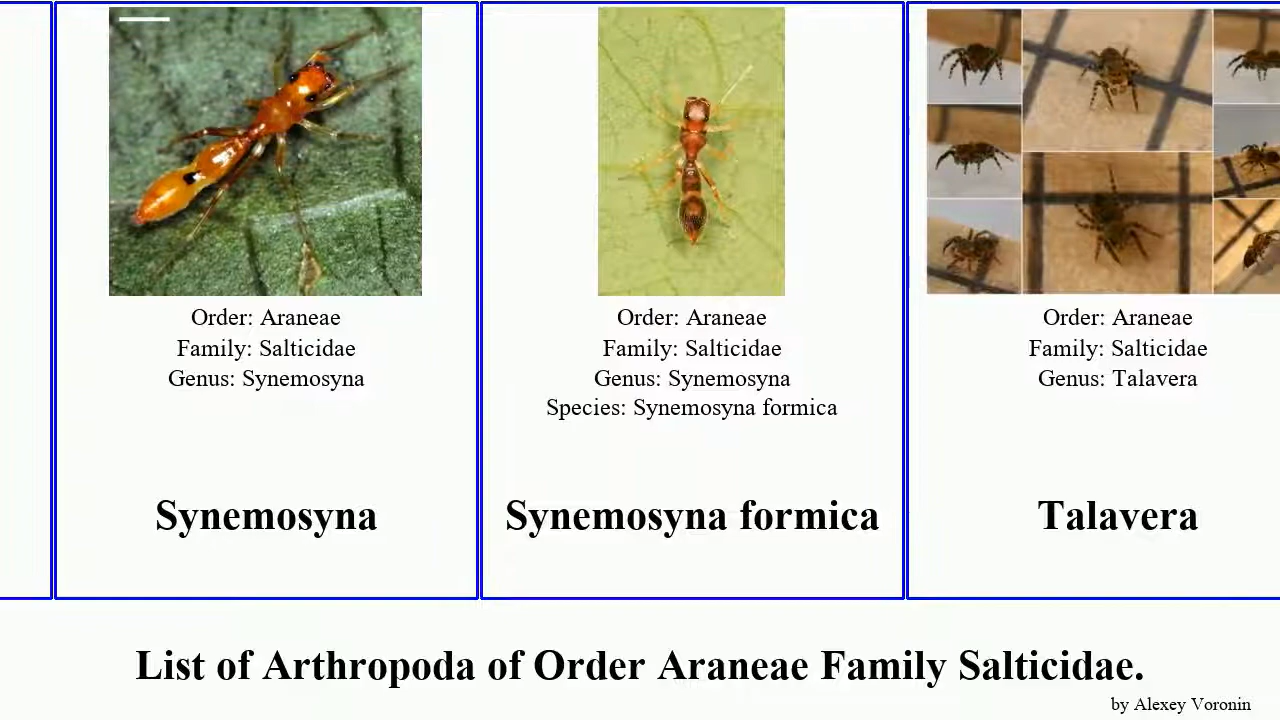 Order: Araneae
Family: Salticidae
Genus: Synemosyna
Synemosyna
Order: Araneae
Family: Salticidae
Genus: Synemosyna
Species: Synemosyna formica
Synemosyna formica
Order: Araneae
Family: Salticidae
Genus: Talavera
Talavera
List of Arthropoda of Order Araneae Family Salticidae.
by Alexey Voronin